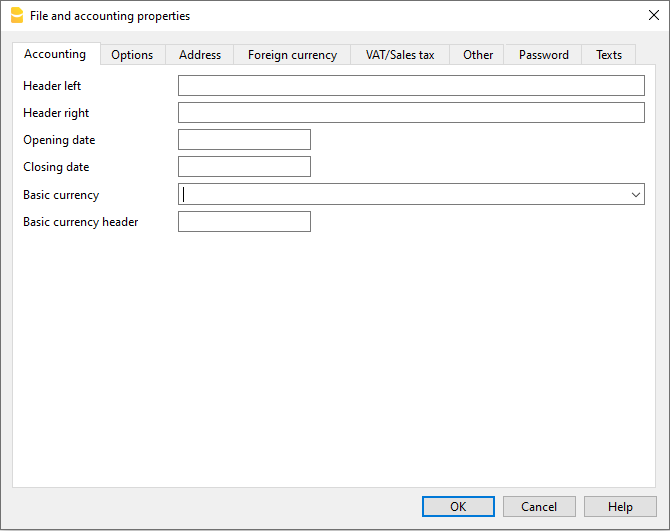 File and accounting properties
Accounting Options Address Foreign currency VAT/Sales tax Other Password Texts
Header left
Header right
Opening date
Closing date
Basic currency
Basic currency header
OK Cancel Help